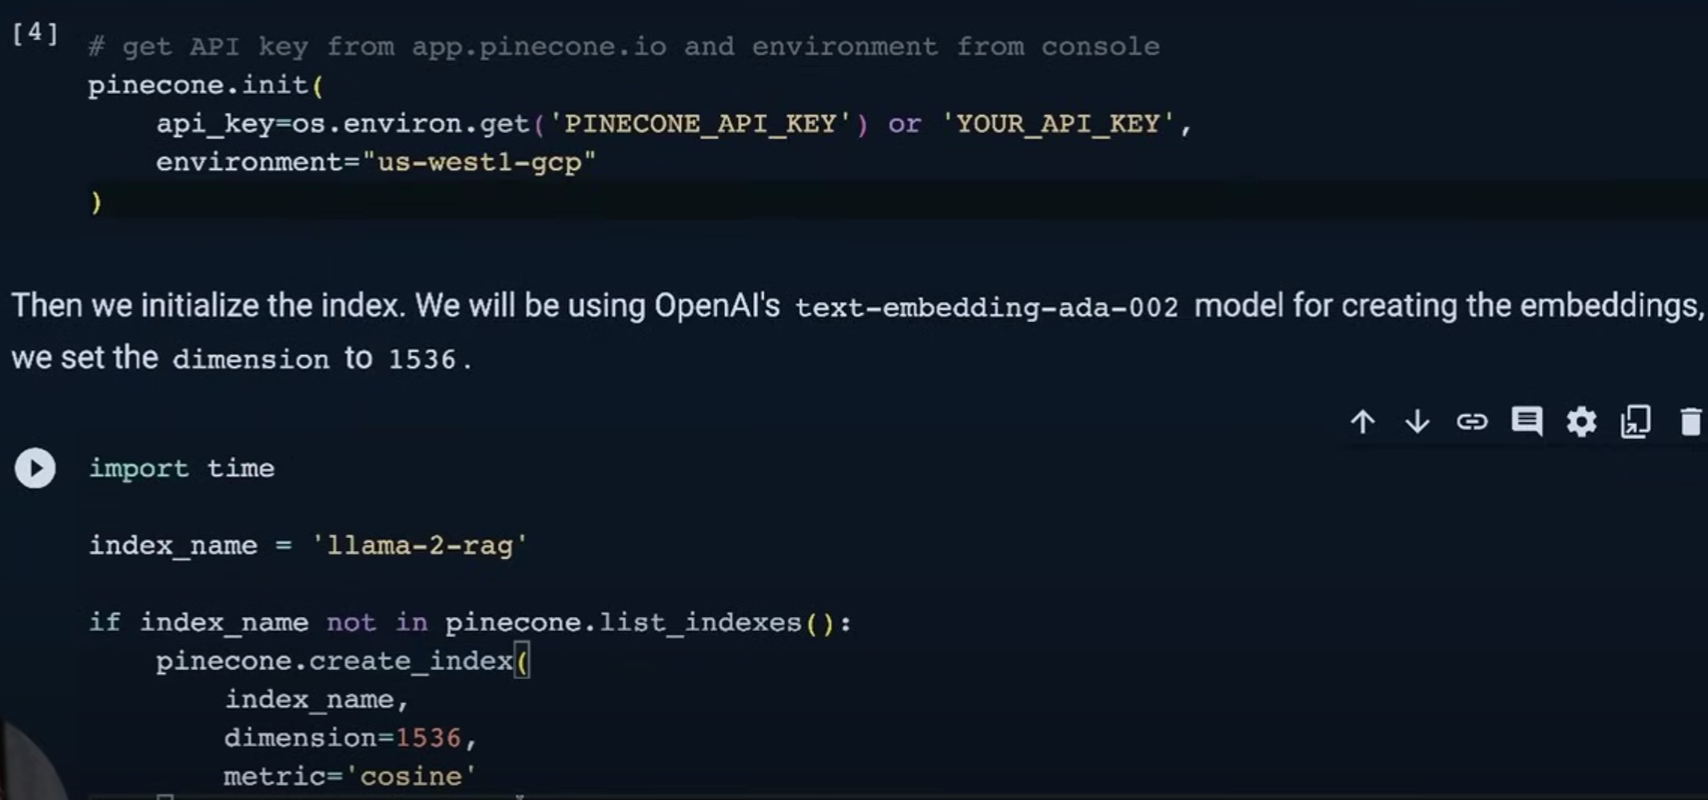 [4]
# get API key from app.pinecone.io and environment from console
pinecone.init(
    api_key=os.environ.get('PINECONE_API_KEY') or 'YOUR_API_KEY',
    environment="us-west1-gcp"
)
Then we initialize the index. We will be using OpenAI's text-embedding-ada-002 model for creating the embeddings,
we set the dimension to 1536.
import time
index_name = 'llama-2-rag'
if index_name not in pinecone.list_indexes():
    pinecone.create_index(
        index_name,
        dimension=1536,
        metric='cosine'